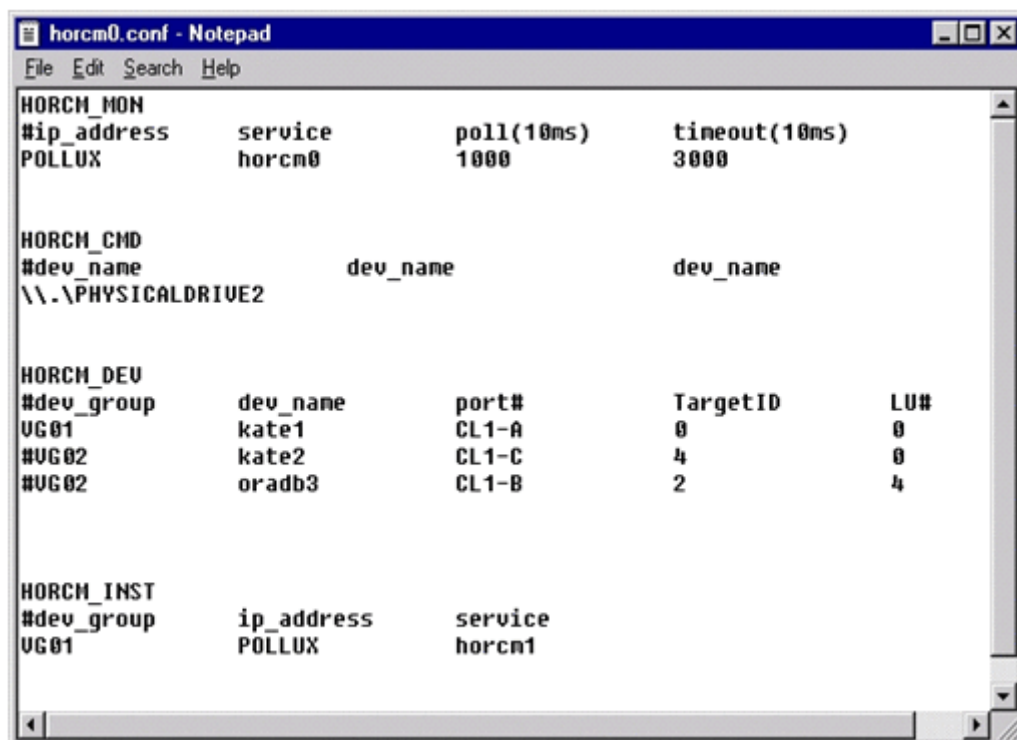 horcm0.conf - Notepad
File Edit Search Help
HORCM_MON
#ip_address service poll(10ms) timeout(10ms)
POLLUX horcm0 1000 3000
HORCM_CMD
#dev_name dev_name dev_name
\\.\PHYSICALDRIVE2
HORCM_DEV
#dev_group dev_name port# TargetID LU#
VG01 kate1 CL1-A 0 0
#VG02 kate2 CL1-C 4 0
#VG02 oradb3 CL1-B 2 4
HORCM_INST
#dev_group ip_address service
VG01 POLLUX horcm1